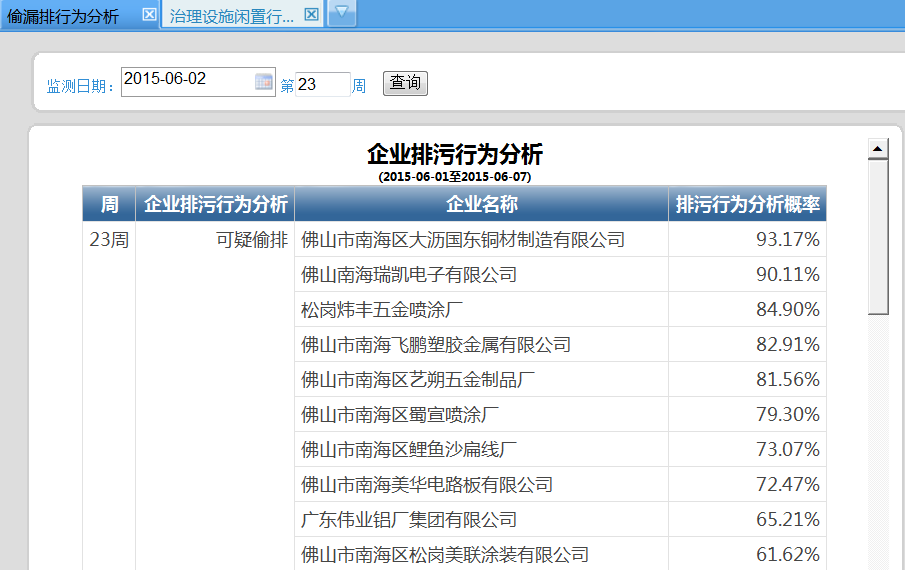 偷漏排行为分析 治理设施闲置行...
监测日期： 2015-06-02 第 23 周 查询
企业排污行为分析
(2015-06-01至2015-06-07)
周 企业排污行为分析 企业名称 排污行为分析概率
23周 可疑偷排 佛山市南海区大沥国东铜材制造有限公司 93.17%
佛山南海瑞凯电子有限公司 90.11%
松岗炜丰五金喷涂厂 84.90%
佛山市南海飞鹏塑胶金属有限公司 82.91%
佛山市南海区艺朔五金制品厂 81.56%
佛山市南海区蜀宣喷涂厂 79.30%
佛山市南海区鲤鱼沙扁线厂 73.07%
佛山市南海美华电路板有限公司 72.47%
广东伟业铝厂集团有限公司 65.21%
佛山市南海区松岗美联涂装有限公司 61.62%